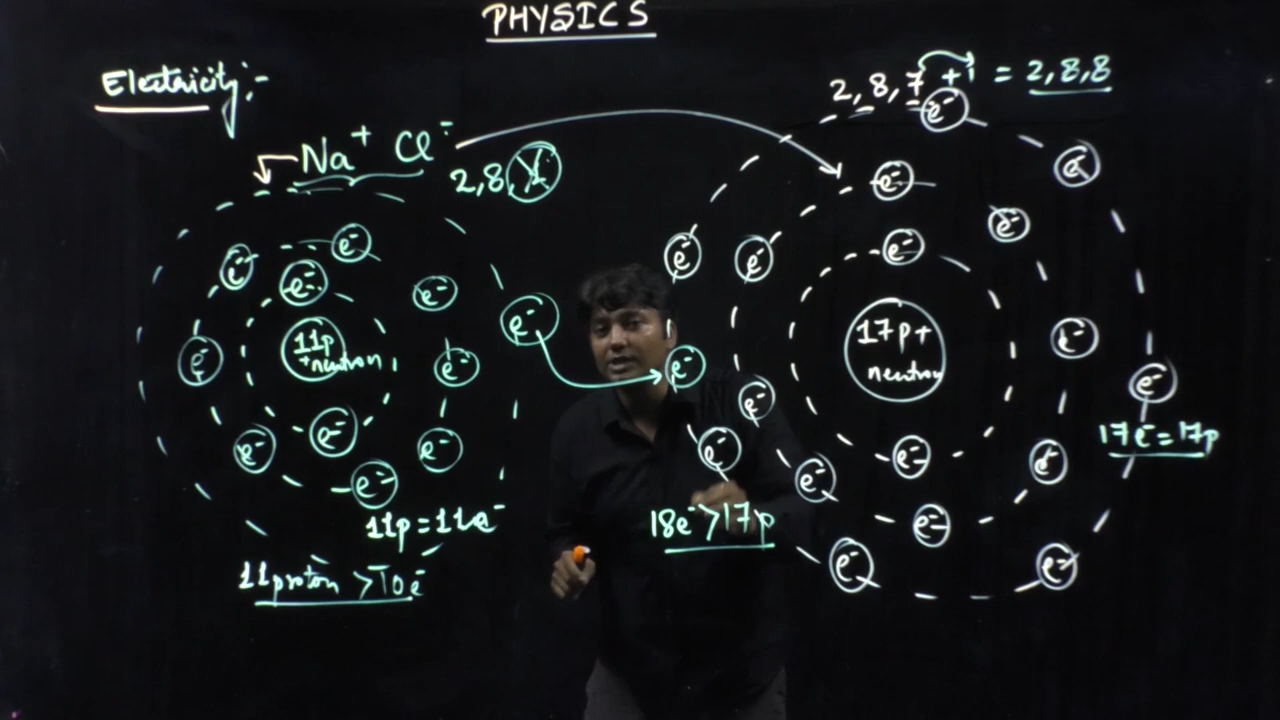 PHYSICS
Electricity:-
2,8,7 +1 = 2,8,8
Na⁺ Cl⁻
2,8,1
e⁻ e⁻ e⁻ e⁻ e⁻ e⁻ e⁻ e⁻ e⁻ e⁻ e⁻
11p
+neutron
e⁻ e⁻ e⁻ e⁻ e⁻ e⁻ e⁻ e⁻ e⁻ e⁻ e⁻ e⁻ e⁻ e⁻ e⁻ e⁻ e⁻ e⁻
17p+
neutron
17e⁻=17p
11p=11e⁻
18e⁻>17p
11proton >10e⁻